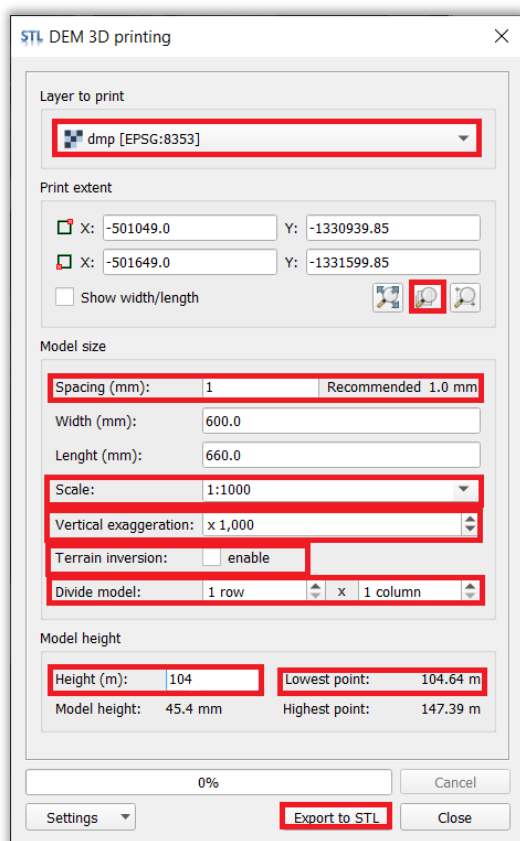 STL DEM 3D printing
Layer to print
dmp [EPSG:8353]
Print extent
X: -501049.0 Y: -1330939.85
X: -501649.0 Y: -1331599.85
Show width/length
Model size
Spacing (mm): 1 Recommended 1.0 mm
Width (mm): 600.0
Lenght (mm): 660.0
Scale: 1:1000
Vertical exaggeration: x 1,000
Terrain inversion: enable
Divide model: 1 row x 1 column
Model height
Height (m): 104 Lowest point: 104.64 m
Model height: 45.4 mm Highest point: 147.39 m
0% Cancel
Settings Export to STL Close